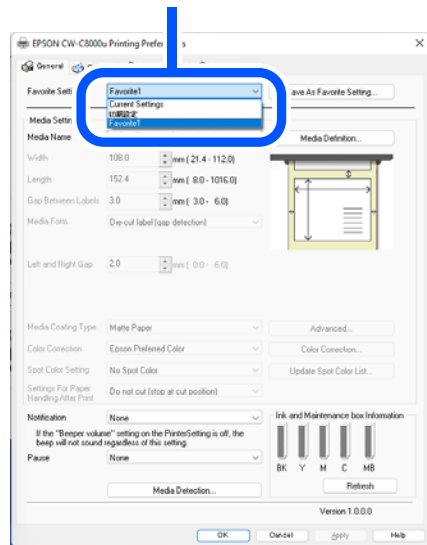 EPSON CW-C8000u Printing Prefer s
General
Favorite Setti Favorite1 ave As Favorite Setting...
Current Settings
初期設定
Favorite1
Media Settin
Media Name Media Definition...
Width 108.0 mm ( 21.4 - 112.0)
Length 152.4 mm ( 8.0 - 1016.0)
Gap Between Labels 3.0 mm ( 3.0 - 6.0)
Media Form Die-cut label (gap detection)
Left and Right Gap 2.0 mm ( 0.0 - 6.0)
Media Coating Type Matte Paper Advanced...
Color Correction Epson Preferred Color Color Correction...
Spot Color Setting No Spot Color Update Spot Color List...
Settings For Paper
Handling After Print Do not cut (stop at cut position)
Notification None Ink and Maintenance box Information
If the "Beeper volume" setting on the PrinterSetting is off, the
beep will not sound regardless of this setting.
Pause None
BK Y M C MB
Media Detection... Refresh
Version 1.0.0.0
OK Cancel Apply Help